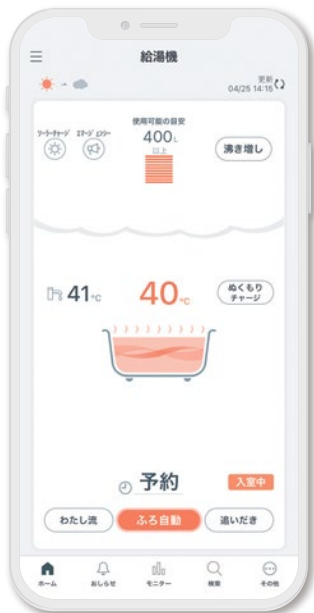 給湯機
更新
04/25 14:15
ソーラーチャージ
エマージェンシー
使用可能の目安
400L
以上
沸き増し
41℃
40℃
ぬくもり
チャージ
予約
入室中
わたし流
ふろ自動
追いだき
ホーム
おしらせ
モニター
検索
その他